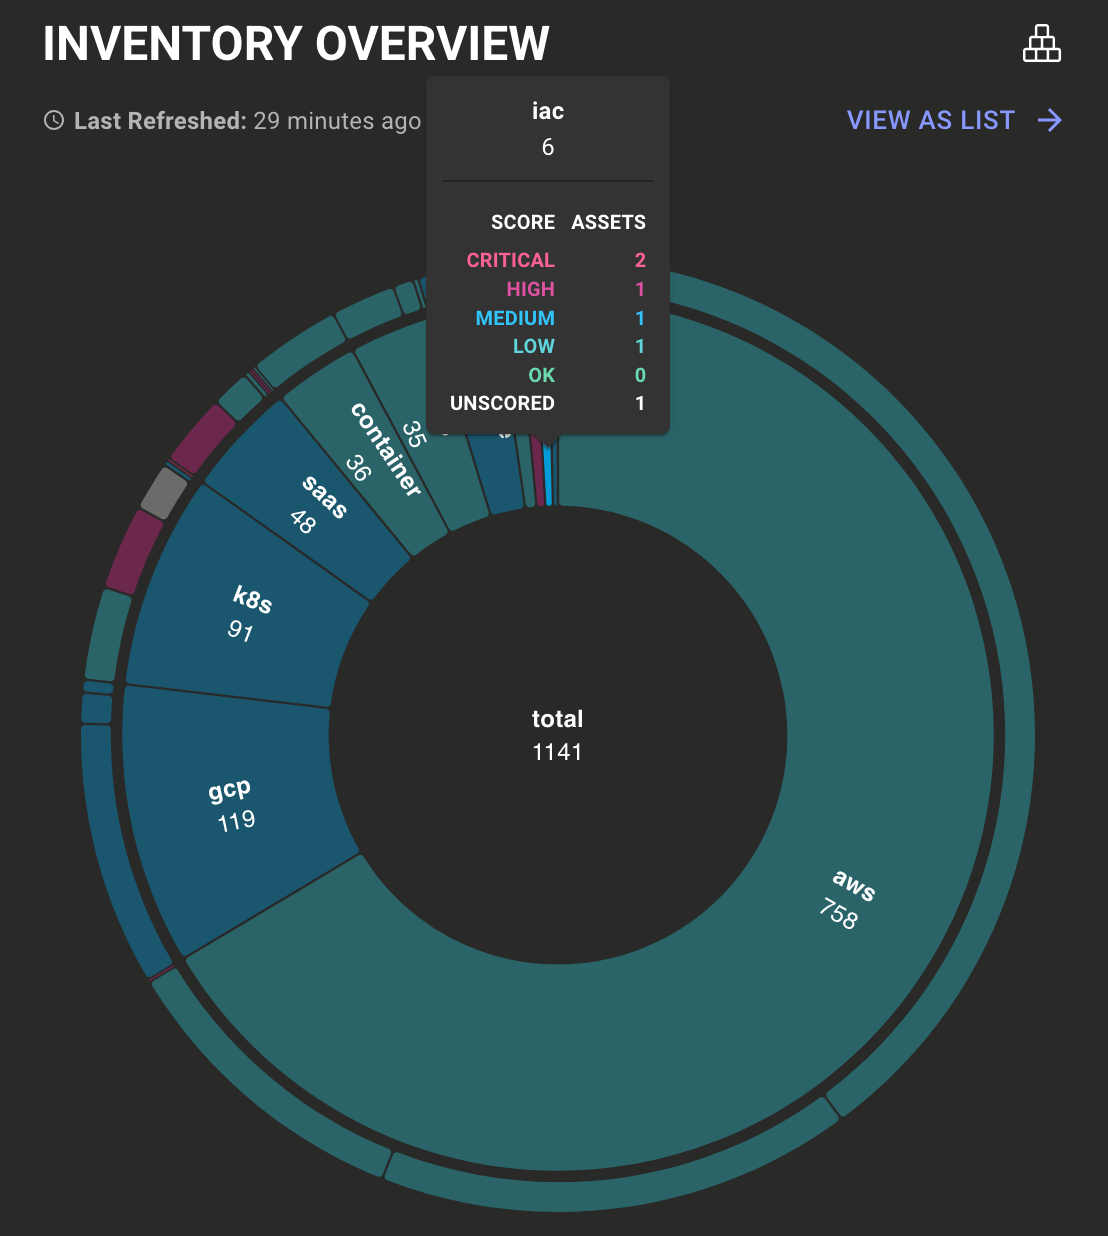 INVENTORY OVERVIEW
Last Refreshed: 29 minutes ago
VIEW AS LIST
iac
6
SCORE ASSETS
CRITICAL 2
HIGH 1
MEDIUM 1
LOW 1
OK 0
UNSCORED 1
35
container
36
saas
48
k8s
91
gcp
119
total
1141
aws
758